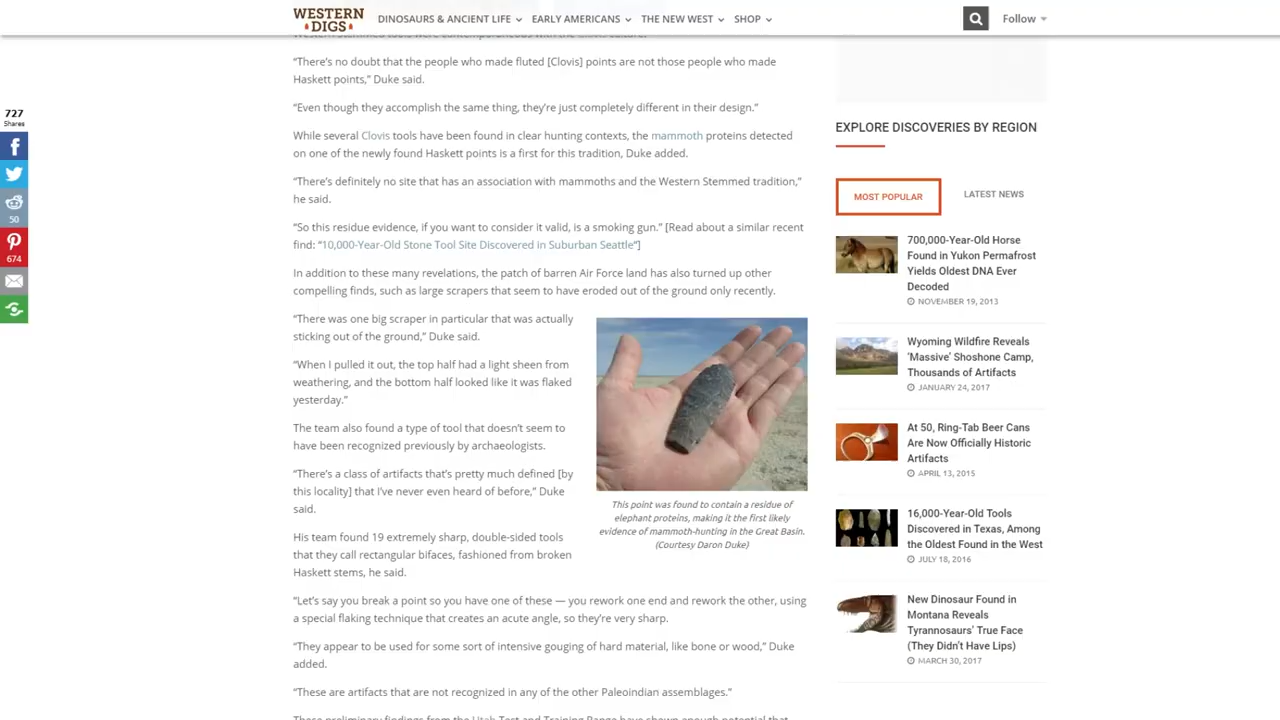 WESTERN
DIGS
DINOSAURS & ANCIENT LIFE
EARLY AMERICANS
THE NEW WEST
SHOP
Follow
“There’s no doubt that the people who made fluted [Clovis] points are not those people who made
Haskett points,” Duke said.
“Even though they accomplish the same thing, they’re just completely different in their design.”
While several Clovis tools have been found in clear hunting contexts, the mammoth proteins detected
on one of the newly found Haskett points is a first for this tradition, Duke added.
“There’s definitely no site that has an association with mammoths and the Western Stemmed tradition,”
he said.
“So this residue evidence, if you want to consider it valid, is a smoking gun.” [Read about a similar recent
find: “10,000-Year-Old Stone Tool Site Discovered in Suburban Seattle”]
In addition to these many revelations, the patch of barren Air Force land has also turned up other
compelling finds, such as large scrapers that seem to have eroded out of the ground only recently.
“There was one big scraper in particular that was actually
sticking out of the ground,” Duke said.
“When I pulled it out, the top half had a light sheen from
weathering, and the bottom half looked like it was flaked
yesterday.”
The team also found a type of tool that doesn’t seem to
have been recognized previously by archaeologists.
“There’s a class of artifacts that’s pretty much defined [by
this locality] that I’ve never even heard of before,” Duke
said.
His team found 19 extremely sharp, double-sided tools
that they call rectangular bifaces, fashioned from broken
Haskett stems, he said.
This point was found to contain a residue of
elephant proteins, making it the first likely
evidence of mammoth-hunting in the Great Basin.
(Courtesy Daron Duke)
“Let’s say you break a point so you have one of these — you rework one end and rework the other, using
a special flaking technique that creates an acute angle, so they’re very sharp.
“They appear to be used for some sort of intensive gouging of hard material, like bone or wood,” Duke
added.
“These are artifacts that are not recognized in any of the other Paleoindian assemblages.”
These preliminary findings from the Utah Test and Training Range have shown enough potential that
727
Shares
50
674
EXPLORE DISCOVERIES BY REGION
MOST POPULAR
LATEST NEWS
700,000-Year-Old Horse
Found in Yukon Permafrost
Yields Oldest DNA Ever
Decoded
NOVEMBER 19, 2013
Wyoming Wildfire Reveals
‘Massive’ Shoshone Camp,
Thousands of Artifacts
JANUARY 24, 2017
At 50, Ring-Tab Beer Cans
Are Now Officially Historic
Artifacts
APRIL 13, 2015
16,000-Year-Old Tools
Discovered in Texas, Among
the Oldest Found in the West
JULY 18, 2016
New Dinosaur Found in
Montana Reveals
Tyrannosaurs’ True Face
(They Didn’t Have Lips)
MARCH 30, 2017